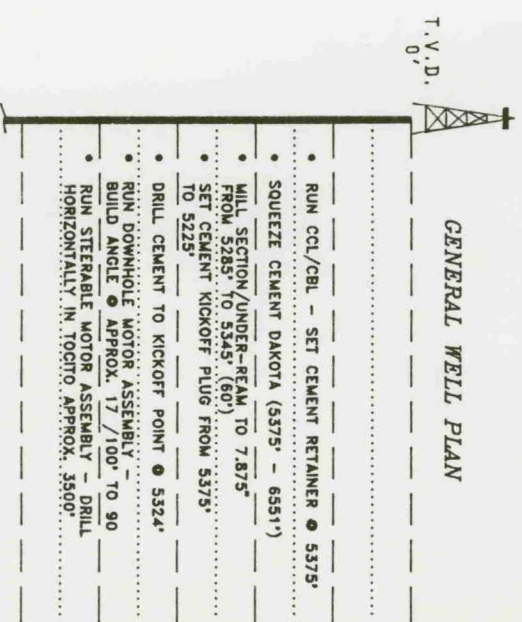 GENERAL WELL PLAN
T.V.D.
0'
• RUN CCL/CBL - SET CEMENT RETAINER @ 5375'
• SQUEEZE CEMENT DAKOTA (5375' - 6551')
• MILL SECTION/UNDER-REAM TO 7.875"
FROM 5285' TO 5345' (60')
• SET CEMENT KICKOFF PLUG FROM 5375'
TO 5225'
• DRILL CEMENT TO KICKOFF POINT @ 5324'
• RUN DOWNHOLE MOTOR ASSEMBLY -
BUILD ANGLE @ APPROX. 17 /100' TO 90
• RUN STEERABLE MOTOR ASSEMBLY - DRILL
HORIZONTALLY IN TOCITO APPROX. 3500'